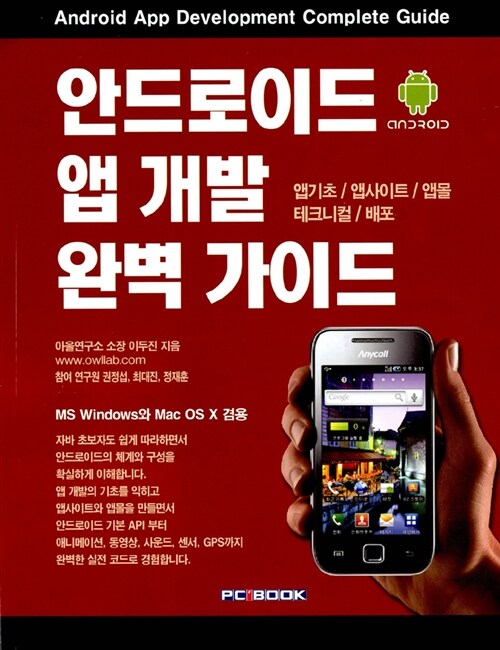 Android App Development Complete Guide
안드로이드
ANDROID
앱 개발
앱기초 / 앱사이트 / 앱몰
테크니컬 / 배포
완벽 가이드
아울연구소 소장 이두진 지음
www.owllab.com
참여 연구원 권정섭, 최대진, 정재훈
MS Windows와 Mac OS X 겸용
자바 초보자도 쉽게 따라하면서
안드로이드의 체계와 구성을
확실하게 이해합니다.
앱 개발의 기초를 익히고
앱사이트와 앱몰을 만들면서
안드로이드 기본 API 부터
애니메이션, 동영상, 사운드, 센서, GPS까지
완벽한 실전 코드로 경험합니다.
Anycall
Google
전화
메시지
PC BOOK